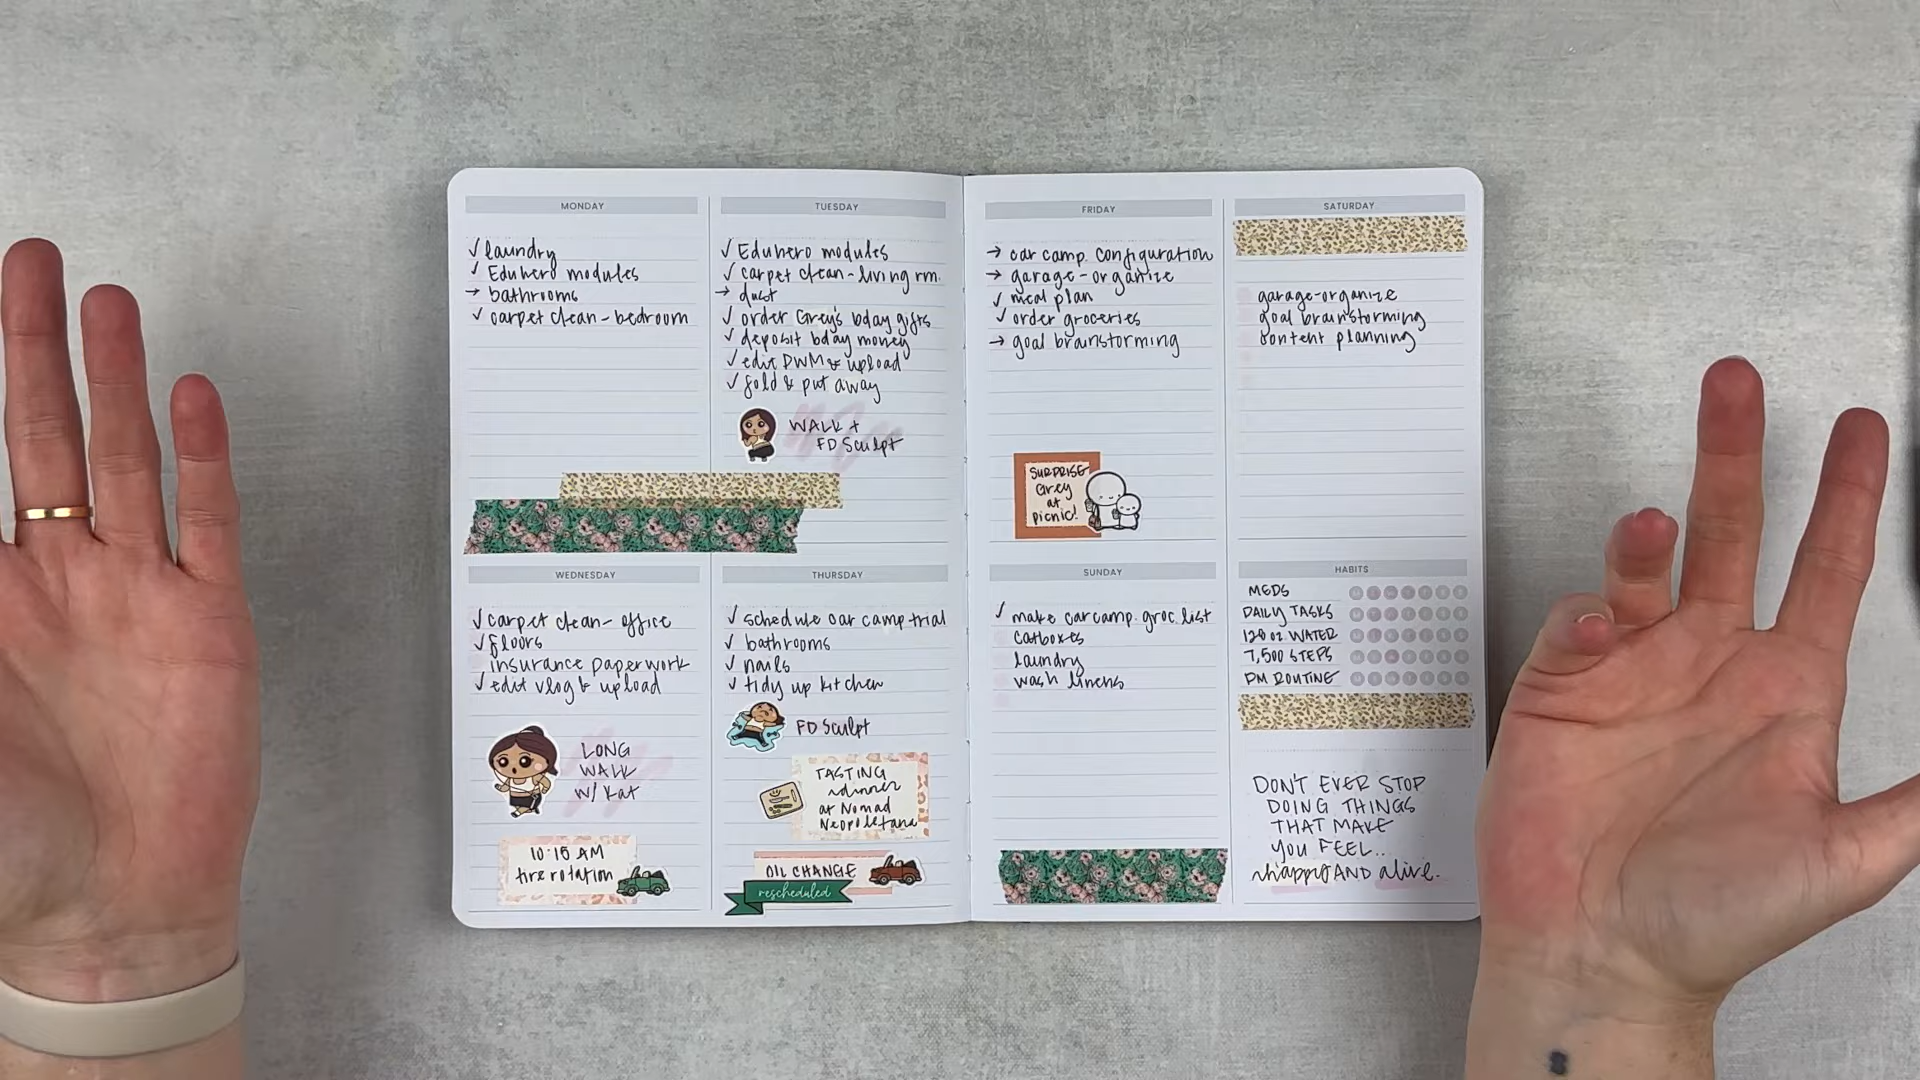 MONDAY
✓ laundry
✓ Eduhero modules
→ bathrooms
✓ carpet clean - bedroom
TUESDAY
✓ Eduhero modules
✓ carpet clean - living rm.
→ dust
✓ order Grey's bday gifts
✓ deposit bday money
✓ edit DWM & upload
✓ fold & put away
WALK +
FD Sculpt
WEDNESDAY
✓ carpet clean - office
✓ floors
insurance paperwork
✓ edit vlog & upload
LONG
WALK
w/ Kat
10:15 AM
tire rotation
THURSDAY
✓ schedule car camp trial
✓ bathrooms
✓ nails
✓ tidy up kitchen
FD Sculpt
TASTING
dinner
at Nomad
Neopoletana
OIL CHANGE
rescheduled
FRIDAY
→ car camp. configuration
→ garage - organize
✓ meal plan
✓ order groceries
→ goal brainstorming
SURPRISE
Grey
at
picnic!
SATURDAY
garage-organize
goal brainstorming
content planning
SUNDAY
✓ make car camp. groc. list
catboxes
laundry
wash linens
HABITS
MEDS
DAILY TASKS
120 oz WATER
7,500 STEPS
PM ROUTINE
DON'T EVER STOP
DOING THINGS
THAT MAKE
YOU FEEL...
happy AND alive.